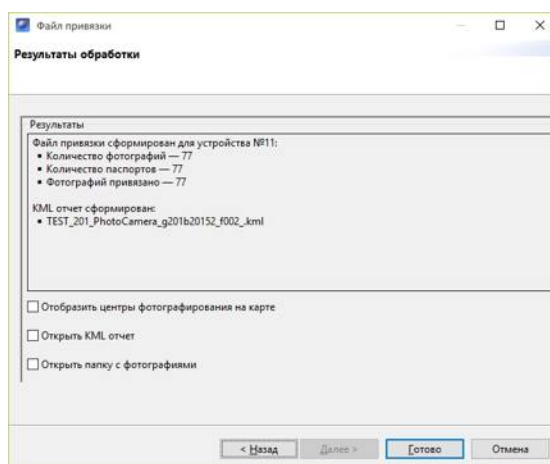 Файл привязки
Результаты обработки
Результаты
Файл привязки сформирован для устройства №11:
• Количество фотографий — 77
• Количество паспортов — 77
• Фотографий привязано — 77
KML отчет сформирован:
• TEST_201_PhotoCamera_g201b20152_f002_.kml
Отобразить центры фотографирования на карте
Открыть KML отчет
Открыть папку с фотографиями
< Назад
Далее >
Готово
Отмена